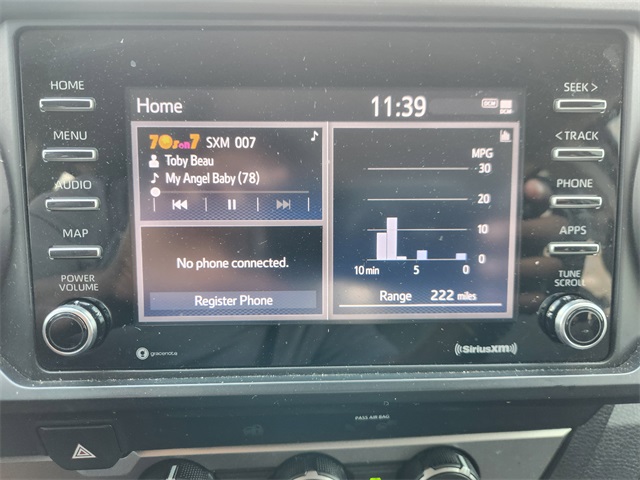 HOME
MENU
AUDIO
MAP
POWER
VOLUME
Home
11:39
DCM
70s on 7 SXM 007
Toby Beau
My Angel Baby (78)
No phone connected.
Register Phone
MPG
30
20
10
0
10 min 5 0
Range 222 miles
SEEK >
< TRACK
PHONE
APPS
TUNE
SCROLL
gracenote
((SiriusXM))
PASS AIR BAG